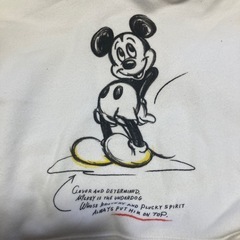 CLEVER AND DETERMINED,
MICKEY IS THE UNDERDOG
WHOSE AND PLUCKY SPIRIT
ALWAYS PUT HIM ON TOP.